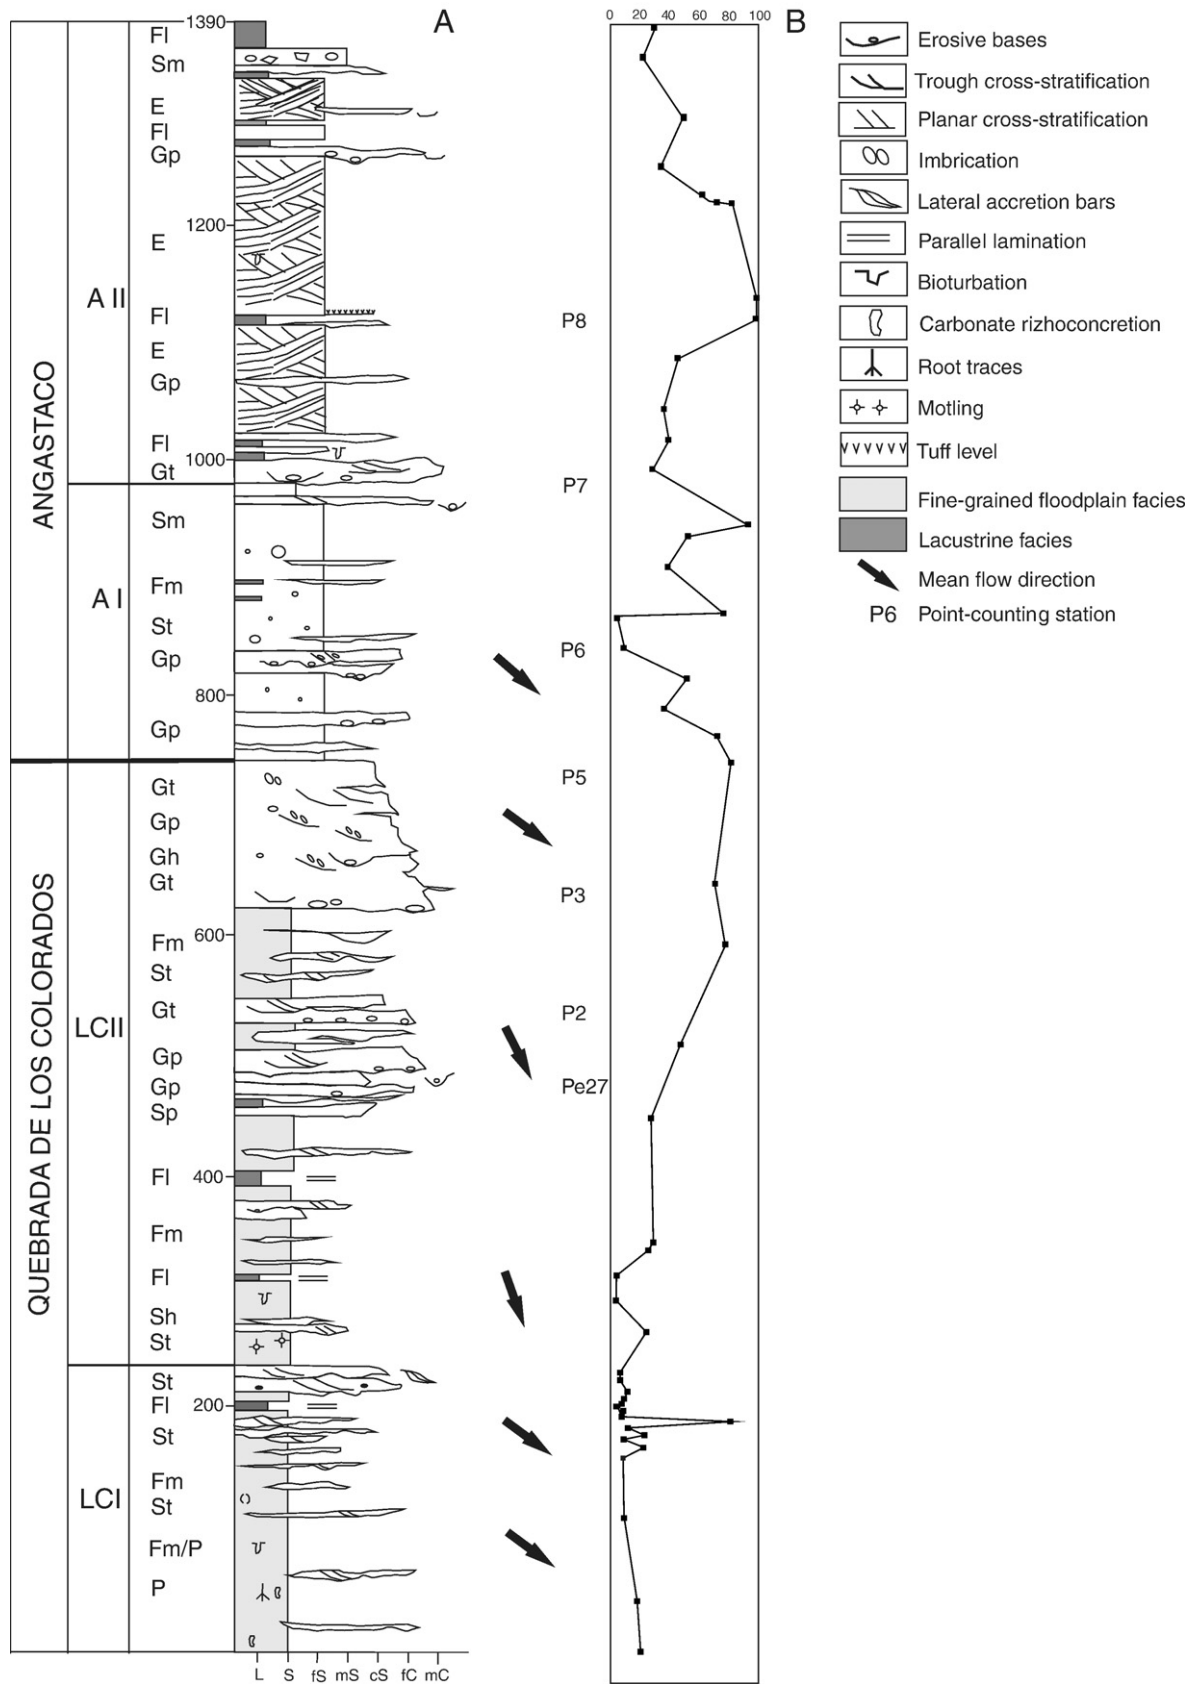 A
B
0 20 40 60 80 100
1390
Fl
Sm
E
Fl
Gp
1200
E
A II
Fl
E
Gp
Fl
1000
Gt
ANGASTACO
Sm
Fm
A I
St
Gp
800
Gp
Gt
Gp
Gh
Gt
600
Fm
St
Gt
LCII
Gp
Gp
Sp
QUEBRADA DE LOS COLORADOS
Fl
400
Fm
Fl
Sh
St
St
Fl
200
St
Fm
LCI
St
Fm/P
P
L S fS mS cS fC mC
P8
P7
P6
P5
P3
P2
Pe27
Erosive bases
Trough cross-stratification
Planar cross-stratification
Imbrication
Lateral accretion bars
Parallel lamination
Bioturbation
Carbonate rizhoconcretion
Root traces
Motling
Tuff level
Fine-grained floodplain facies
Lacustrine facies
Mean flow direction
P6 Point-counting station